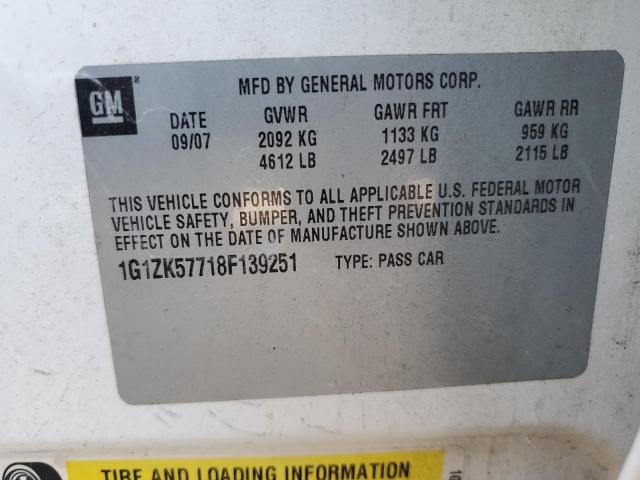 GM
MFD BY GENERAL MOTORS CORP.
DATE GVWR GAWR FRT GAWR RR
09/07 2092 KG 1133 KG 959 KG
4612 LB 2497 LB 2115 LB
THIS VEHICLE CONFORMS TO ALL APPLICABLE U.S. FEDERAL MOTOR
VEHICLE SAFETY, BUMPER, AND THEFT PREVENTION STANDARDS IN
EFFECT ON THE DATE OF MANUFACTURE SHOWN ABOVE.
1G1ZK57718F139251 TYPE: PASS CAR
TIRE AND LOADING INFORMATION